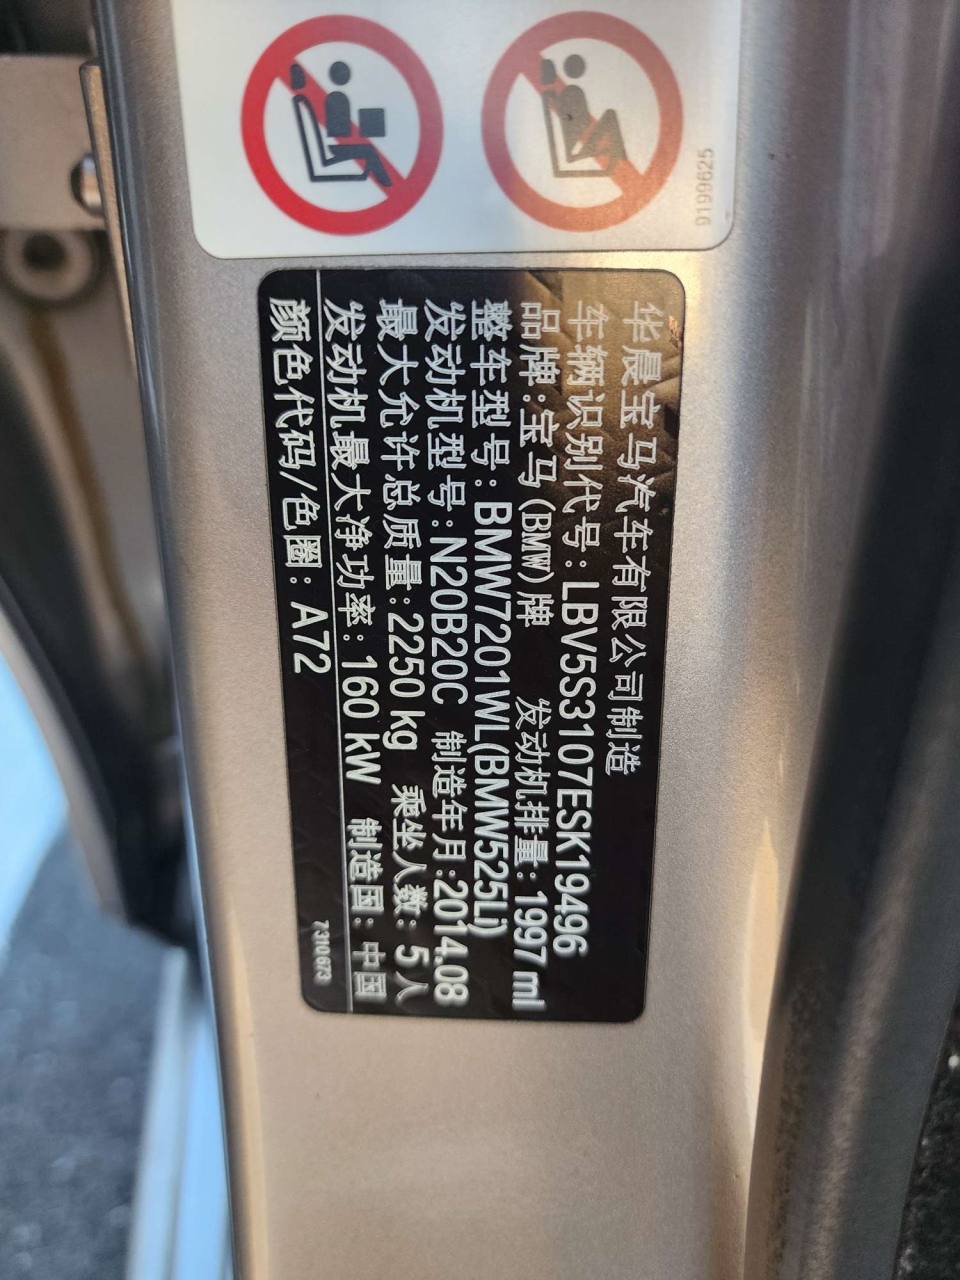 9199625
华晨宝马汽车有限公司制造
车辆识别代号：LBV5S3107ESK19496
品牌：宝马(BMW)牌 发动机排量：1997 ml
整车型号：BMW7201WL(BMW525Li)
发动机型号：N20B20C 制造年月：2014.08
最大允许总质量：2250 kg 乘坐人数：5人
发动机最大净功率：160 kW 制造国：中国
颜色代码/色圈：A72
7310673